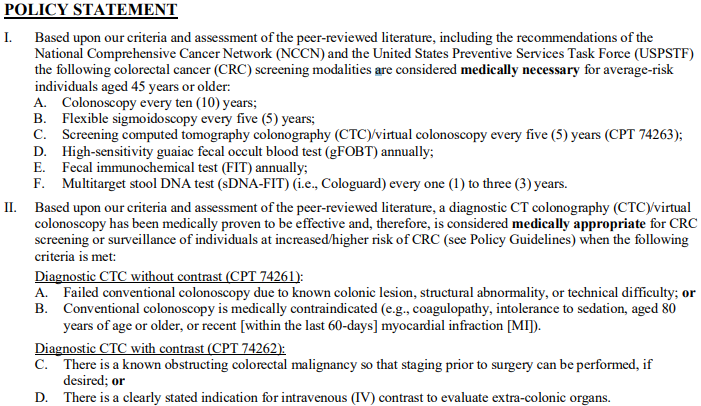 POLICY STATEMENT
I. Based upon our criteria and assessment of the peer-reviewed literature, including the recommendations of the
National Comprehensive Cancer Network (NCCN) and the United States Preventive Services Task Force (USPSTF)
the following colorectal cancer (CRC) screening modalities are considered medically necessary for average-risk
individuals aged 45 years or older:
A. Colonoscopy every ten (10) years;
B. Flexible sigmoidoscopy every five (5) years;
C. Screening computed tomography colonography (CTC)/virtual colonoscopy every five (5) years (CPT 74263);
D. High-sensitivity guaiac fecal occult blood test (gFOBT) annually;
E. Fecal immunochemical test (FIT) annually;
F. Multitarget stool DNA test (sDNA-FIT) (i.e., Cologuard) every one (1) to three (3) years.
II. Based upon our criteria and assessment of the peer-reviewed literature, a diagnostic CT colonography (CTC)/virtual
colonoscopy has been medically proven to be effective and, therefore, is considered medically appropriate for CRC
screening or surveillance of individuals at increased/higher risk of CRC (see Policy Guidelines) when the following
criteria is met:
Diagnostic CTC without contrast (CPT 74261):
A. Failed conventional colonoscopy due to known colonic lesion, structural abnormality, or technical difficulty; or
B. Conventional colonoscopy is medically contraindicated (e.g., coagulopathy, intolerance to sedation, aged 80
years of age or older, or recent [within the last 60-days] myocardial infraction [MI]).
Diagnostic CTC with contrast (CPT 74262):
C. There is a known obstructing colorectal malignancy so that staging prior to surgery can be performed, if
desired; or
D. There is a clearly stated indication for intravenous (IV) contrast to evaluate extra-colonic organs.